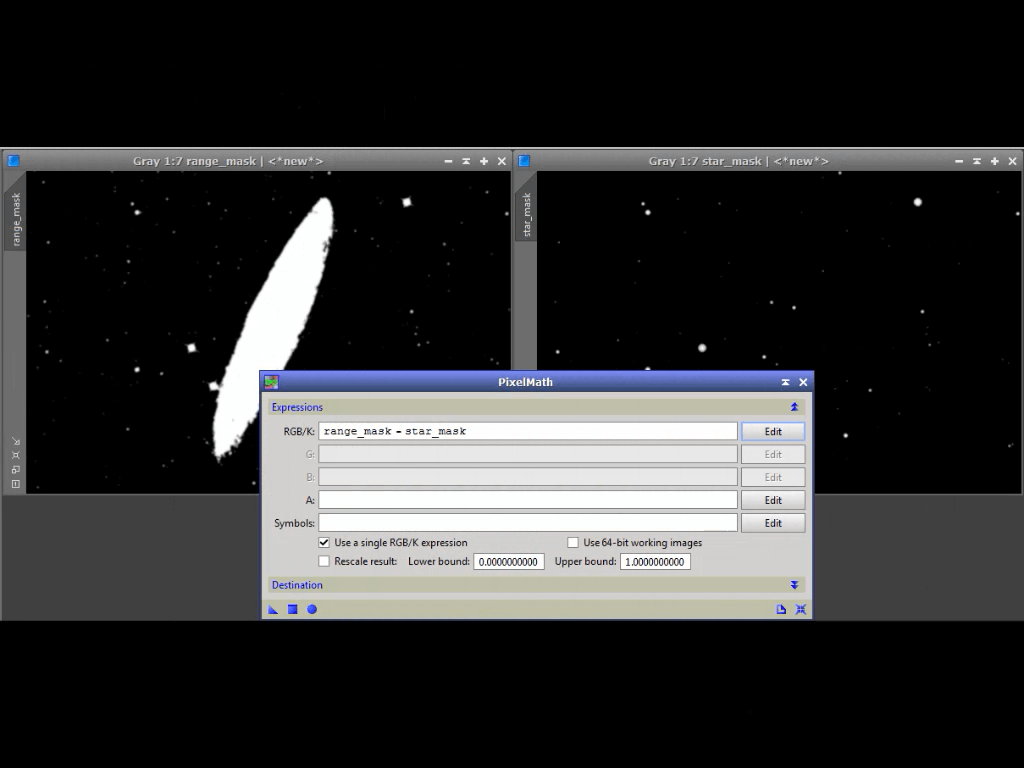 Gray 1:7 range_mask | <*new*>
Gray 1:7 star_mask | <*new*>
range_mask
star_mask
PixelMath
Expressions
RGB/K: range_mask - star_mask Edit
G: Edit
B: Edit
A: Edit
Symbols: Edit
Use a single RGB/K expression Use 64-bit working images
Rescale result: Lower bound: 0.0000000000 Upper bound: 1.0000000000
Destination